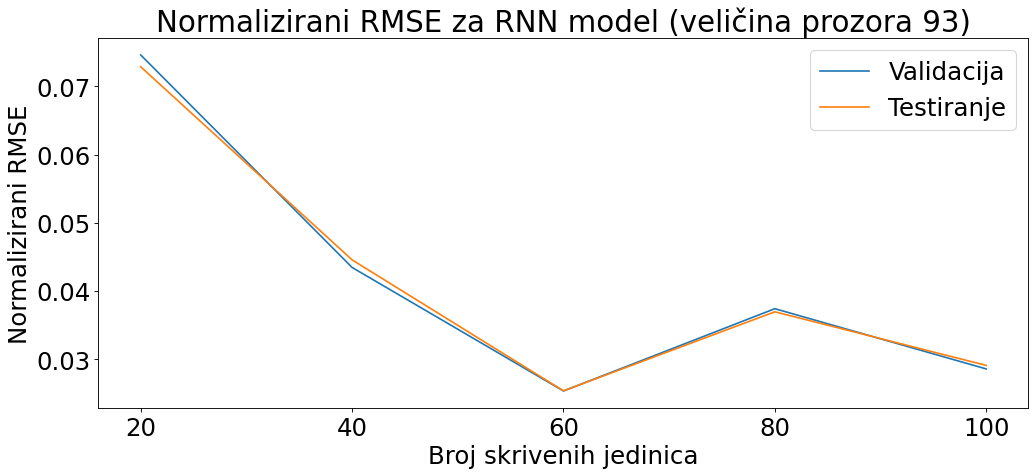 Normalizirani RMSE za RNN model (veličina prozora 93)
Validacija
Testiranje
Normalizirani RMSE
0.07
0.06
0.05
0.04
0.03
20 40 60 80 100
Broj skrivenih jedinica